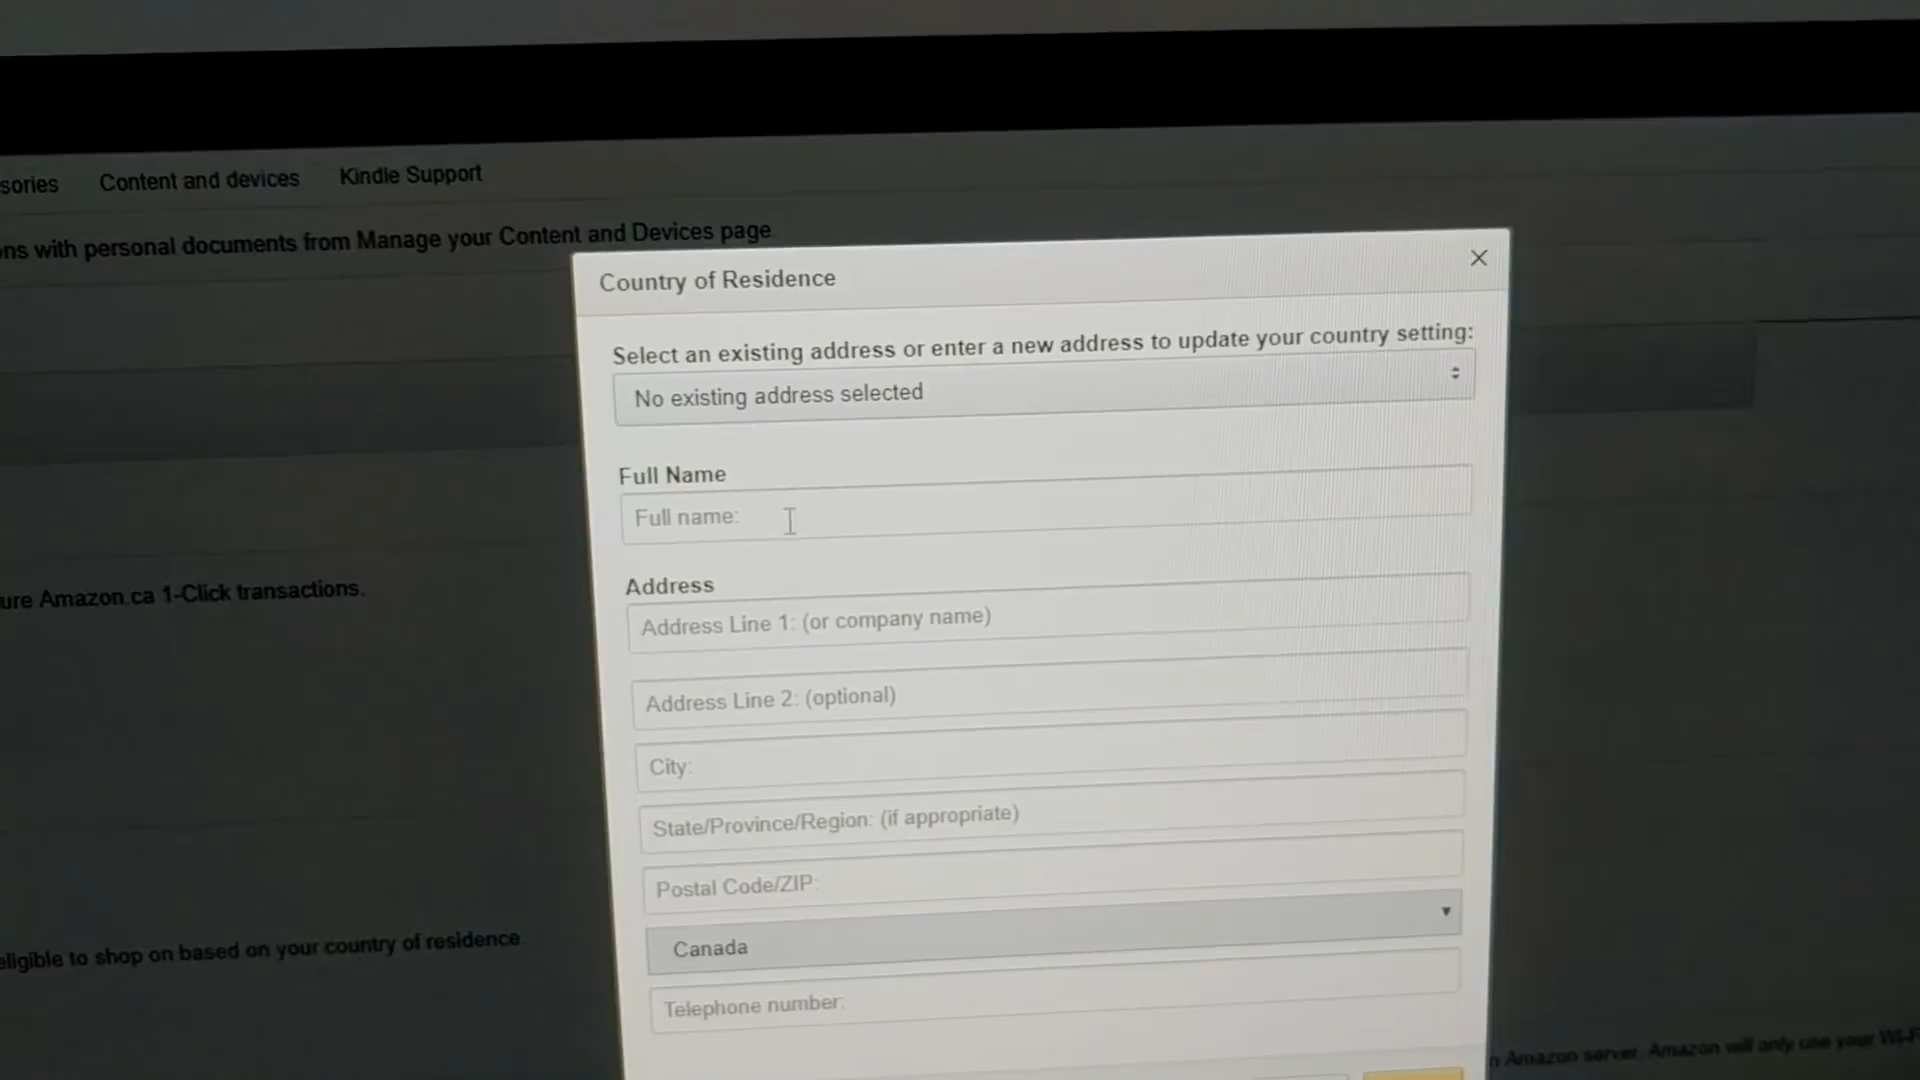 sories Content and devices Kindle Support
ons with personal documents from Manage your Content and Devices page.
Country of Residence
Select an existing address or enter a new address to update your country setting:
No existing address selected
Full Name
Full name:
Address
ure Amazon.ca 1-Click transactions.
Address Line 1: (or company name)
Address Line 2: (optional)
City:
State/Province/Region: (if appropriate)
Postal Code/ZIP:
eligible to shop on based on your country of residence
Canada
Telephone number:
n Amazon server. Amazon will only use your Wi-F